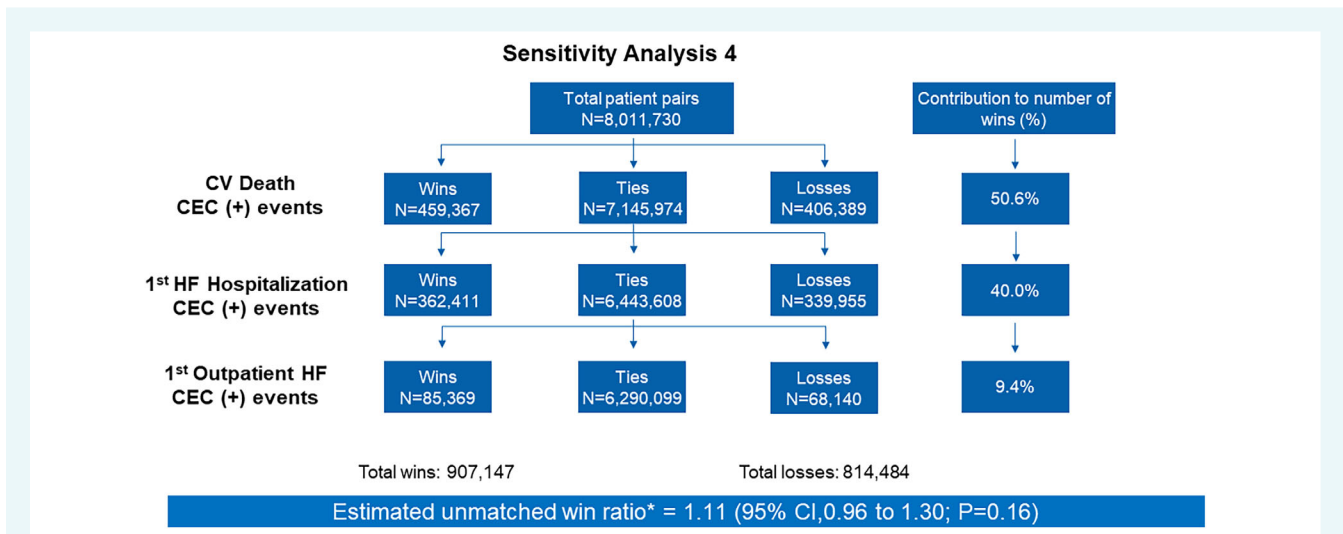 Sensitivity Analysis 4
Total patient pairs
N=8,011,730
Contribution to number of
wins (%)
CV Death
CEC (+) events
Wins
N=459,367
Ties
N=7,145,974
Losses
N=406,389
50.6%
1st HF Hospitalization
CEC (+) events
Wins
N=362,411
Ties
N=6,443,608
Losses
N=339,955
40.0%
1st Outpatient HF
CEC (+) events
Wins
N=85,369
Ties
N=6,290,099
Losses
N=68,140
9.4%
Total wins: 907,147
Total losses: 814,484
Estimated unmatched win ratio* = 1.11 (95% CI,0.96 to 1.30; P=0.16)